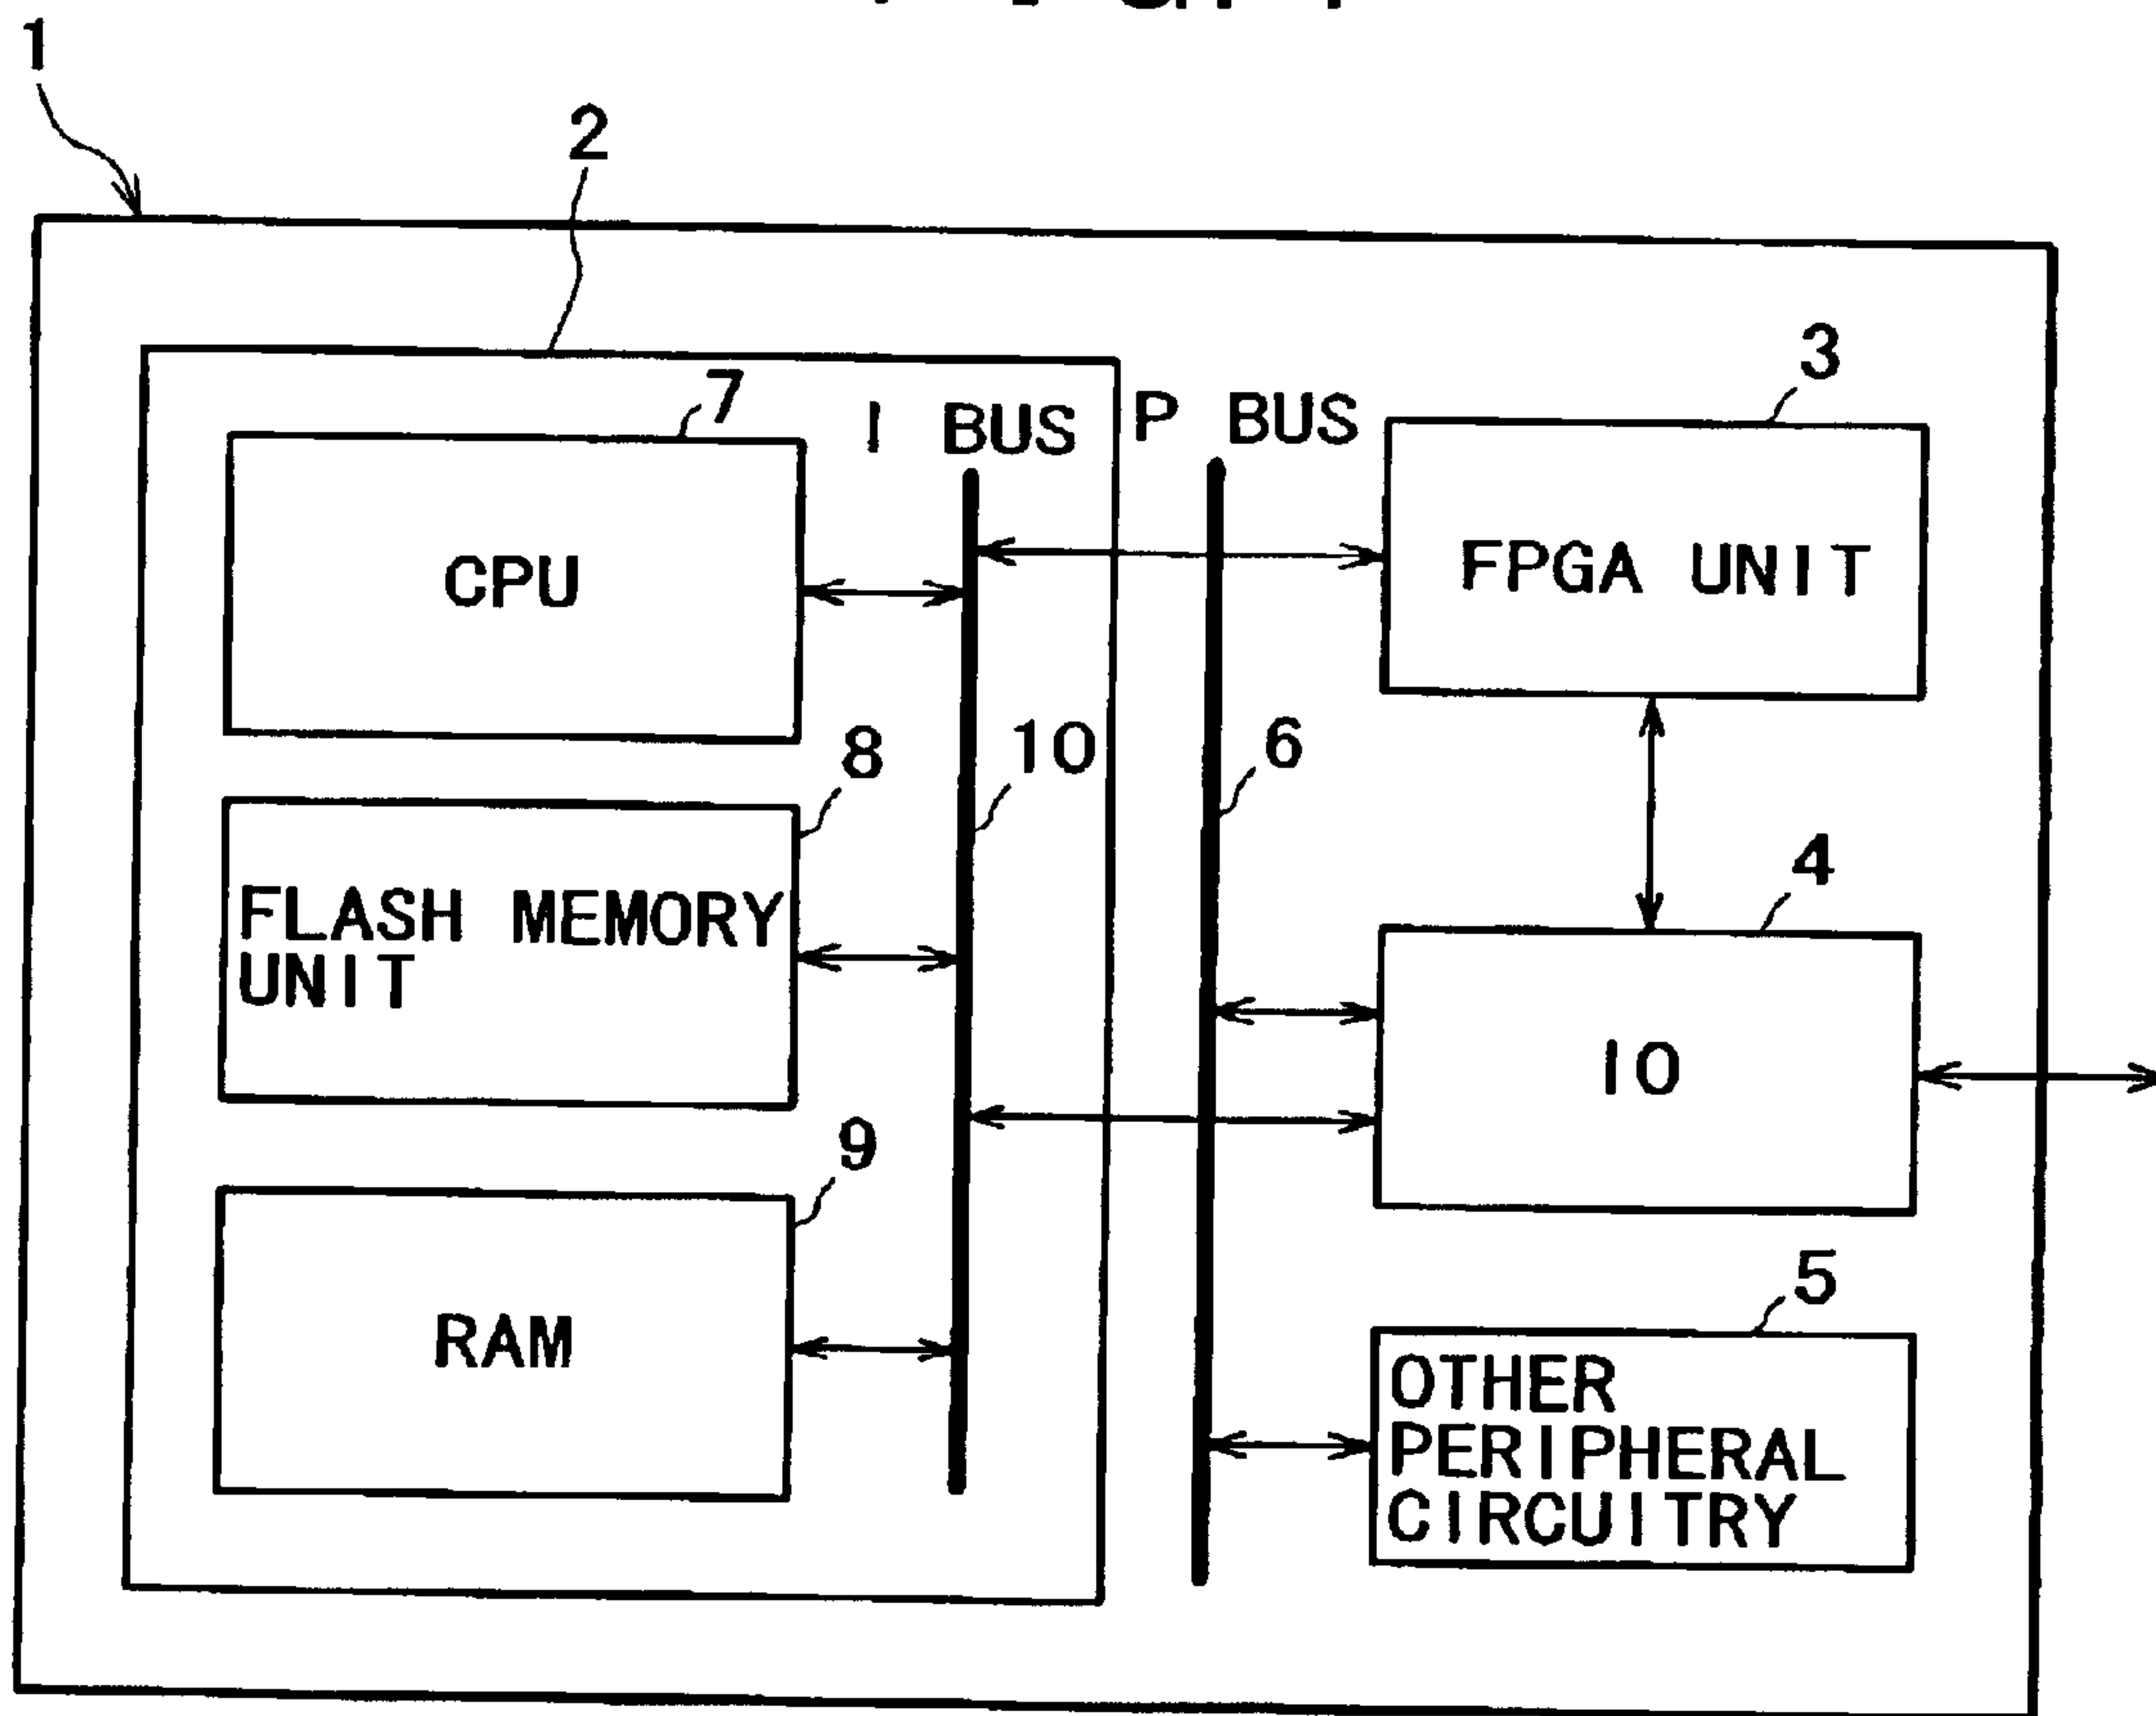 1
2
3
7
I BUS
P BUS
CPU
FPGA UNIT
8
10
6
4
FLASH MEMORY
UNIT
IO
9
5
RAM
OTHER
PERIPHERAL
CIRCUITRY